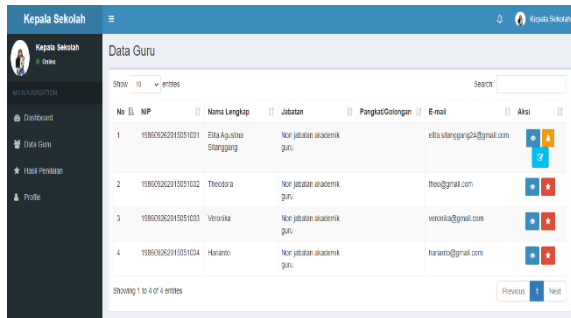 Kepala Sekolah
Kepala Sekolah
Kepala Sekolah
Online
MAIN NAVIGATION
Dashboard
Data Guru
Hasil Penilaian
Profile
Data Guru
Show 10 entries
Search:
No NIP Nama Lengkap Jabatan Pangkat/Golongan E-mail Aksi
1 198609262015051001 Elita Agustina Non jabatan akademik elita.sitanggang24@gmail.com
Sitanggang guru
2 198609262015051002 Theodora Non jabatan akademik theo@gmail.com
guru
3 198609262015051003 Veronika Non jabatan akademik veronika@gmail.com
guru
4 198609262015051004 Harianto Non jabatan akademik harianto@gmail.com
guru
Showing 1 to 4 of 4 entries
Previous 1 Next